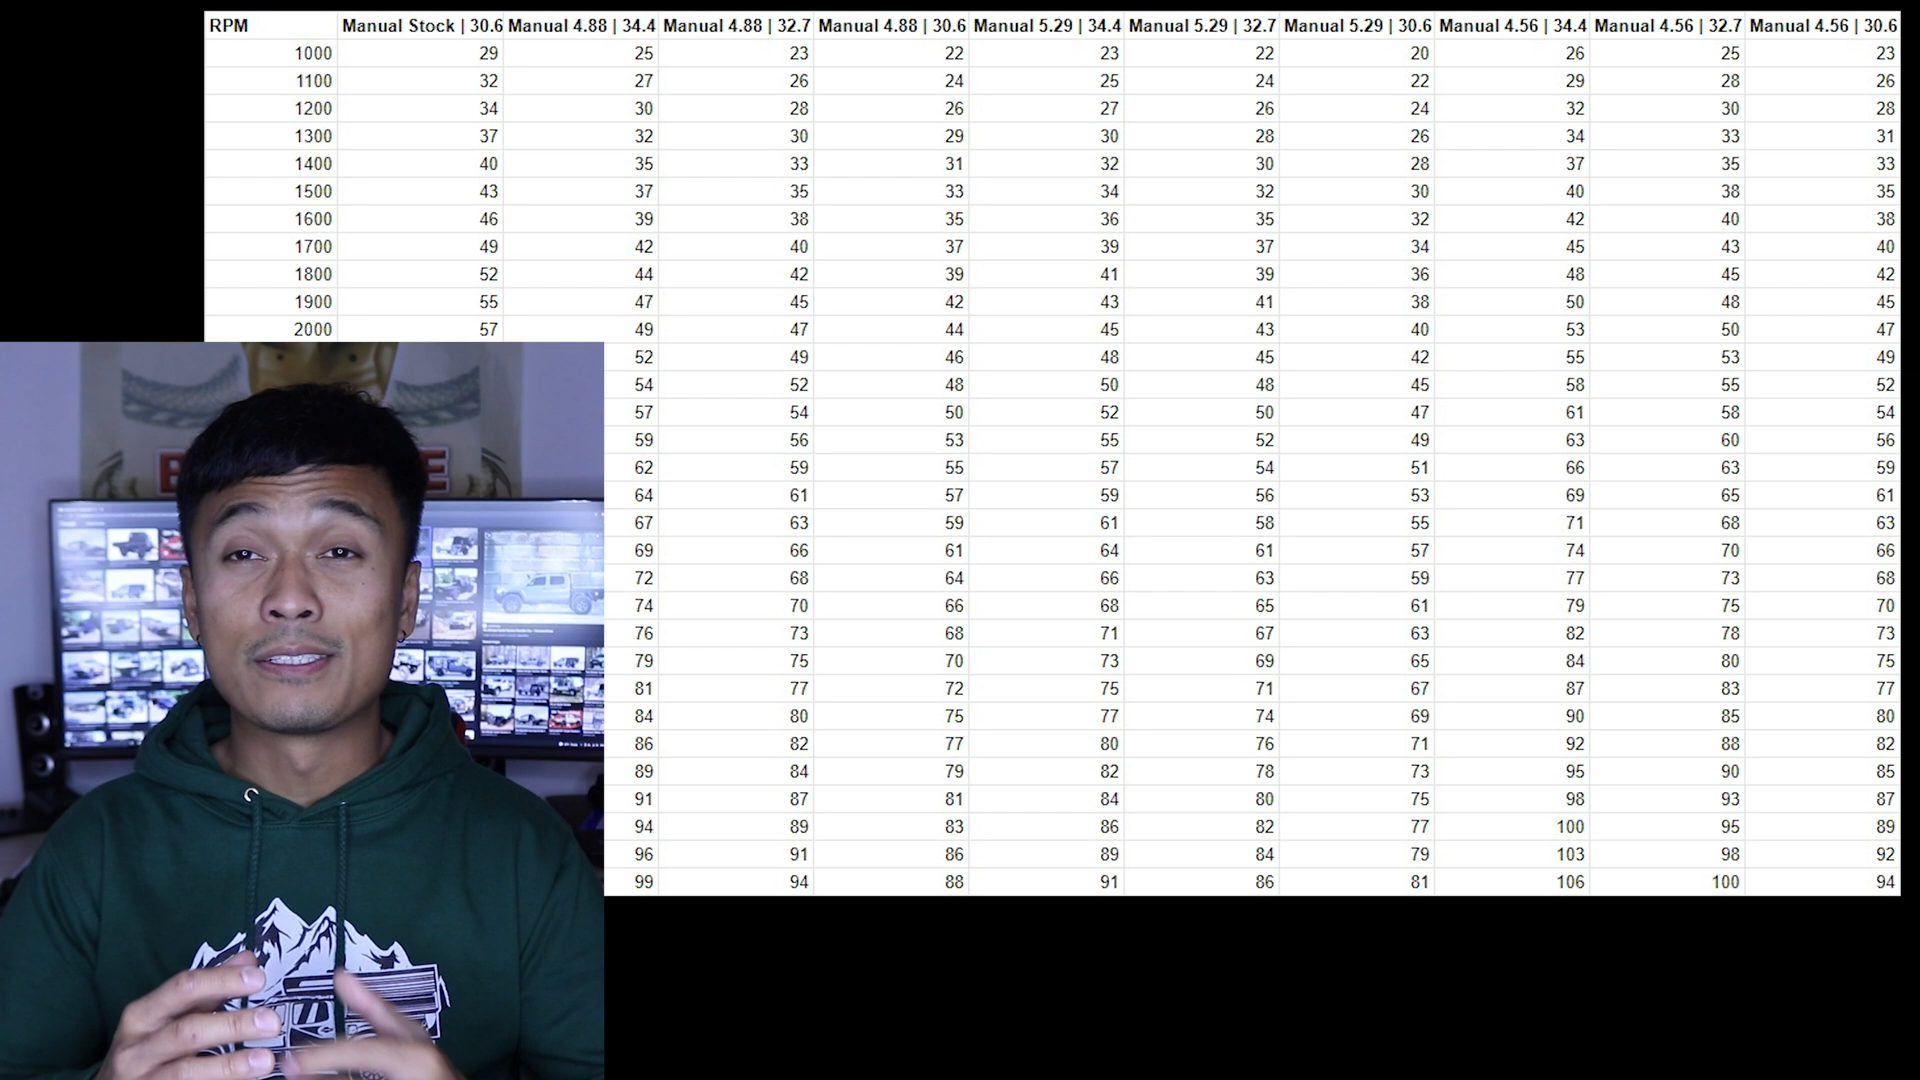 RPM Manual Stock | 30.6 Manual 4.88 | 34.4 Manual 4.88 | 32.7 Manual 4.88 | 30.6 Manual 5.29 | 34.4 Manual 5.29 | 32.7 Manual 5.29 | 30.6 Manual 4.56 | 34.4 Manual 4.56 | 32.7 Manual 4.56 | 30.6
1000 29 25 23 22 23 22 20 26 25 23
1100 32 27 26 24 25 24 22 29 28 26
1200 34 30 28 26 27 26 24 32 30 28
1300 37 32 30 29 30 28 26 34 33 31
1400 40 35 33 31 32 30 28 37 35 33
1500 43 37 35 33 34 32 30 40 38 35
1600 46 39 38 35 36 35 32 42 40 38
1700 49 42 40 37 39 37 34 45 43 40
1800 52 44 42 39 41 39 36 48 45 42
1900 55 47 45 42 43 41 38 50 48 45
2000 57 49 47 44 45 43 40 53 50 47
52 49 46 48 45 42 55 53 49
54 52 48 50 48 45 58 55 52
57 54 50 52 50 47 61 58 54
59 56 53 55 52 49 63 60 56
62 59 55 57 54 51 66 63 59
64 61 57 59 56 53 69 65 61
67 63 59 61 58 55 71 68 63
69 66 61 64 61 57 74 70 66
72 68 64 66 63 59 77 73 68
74 70 66 68 65 61 79 75 70
76 73 68 71 67 63 82 78 73
79 75 70 73 69 65 84 80 75
81 77 72 75 71 67 87 83 77
84 80 75 77 74 69 90 85 80
86 82 77 80 76 71 92 88 82
89 84 79 82 78 73 95 90 85
91 87 81 84 80 75 98 93 87
94 89 83 86 82 77 100 95 89
96 91 86 89 84 79 103 98 92
99 94 88 91 86 81 106 100 94